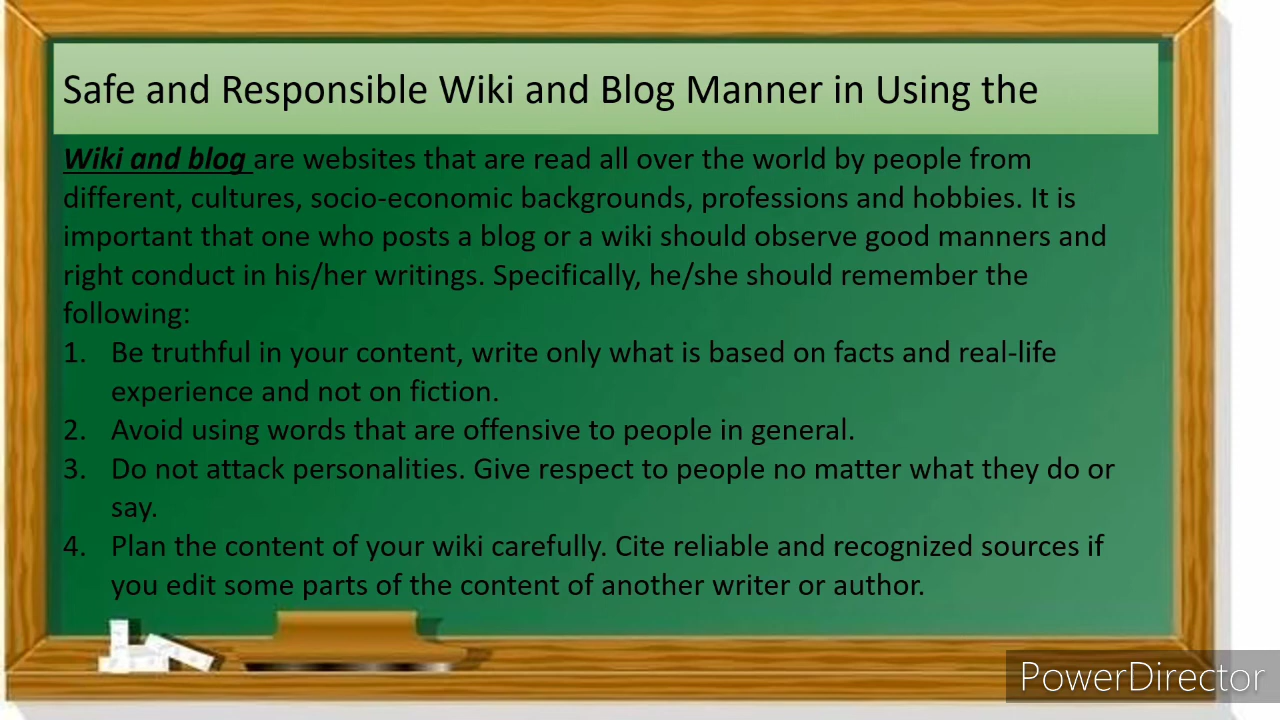 Safe and Responsible Wiki and Blog Manner in Using the
Wiki and blog are websites that are read all over the world by people from
different, cultures, socio-economic backgrounds, professions and hobbies. It is
important that one who posts a blog or a wiki should observe good manners and
right conduct in his/her writings. Specifically, he/she should remember the
following:
1. Be truthful in your content, write only what is based on facts and real-life
experience and not on fiction.
2. Avoid using words that are offensive to people in general.
3. Do not attack personalities. Give respect to people no matter what they do or
say.
4. Plan the content of your wiki carefully. Cite reliable and recognized sources if
you edit some parts of the content of another writer or author.
PowerDirector